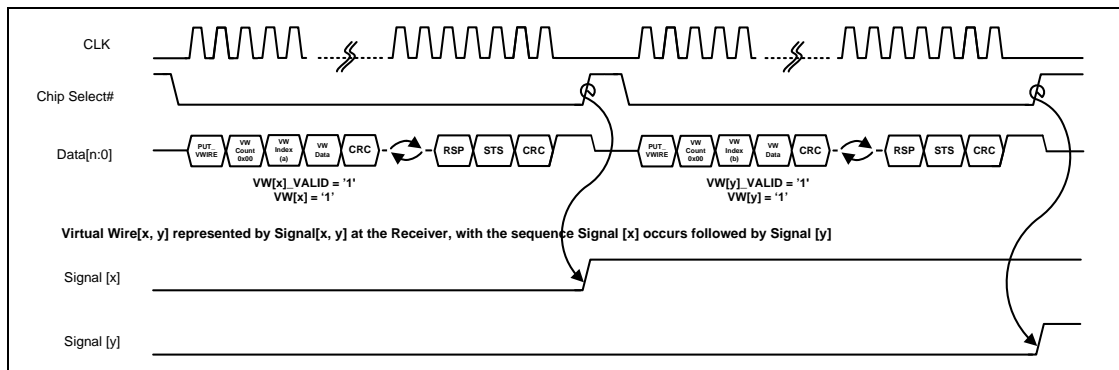 CLK
Chip Select#
Data[n:0]
PUT_ VWIRE
VW Count 0x00
VW Index (a)
VW Data
CRC
RSP
STS
CRC
PUT_ VWIRE
VW Count 0x00
VW Index (b)
VW Data
CRC
RSP
STS
CRC
VW[x]_VALID = '1'
VW[x] = ‘1’
VW[y]_VALID = '1'
VW[y] = ‘1’
Virtual Wire[x, y] represented by Signal[x, y] at the Receiver, with the sequence Signal [x] occurs followed by Signal [y]
Signal [x]
Signal [y]